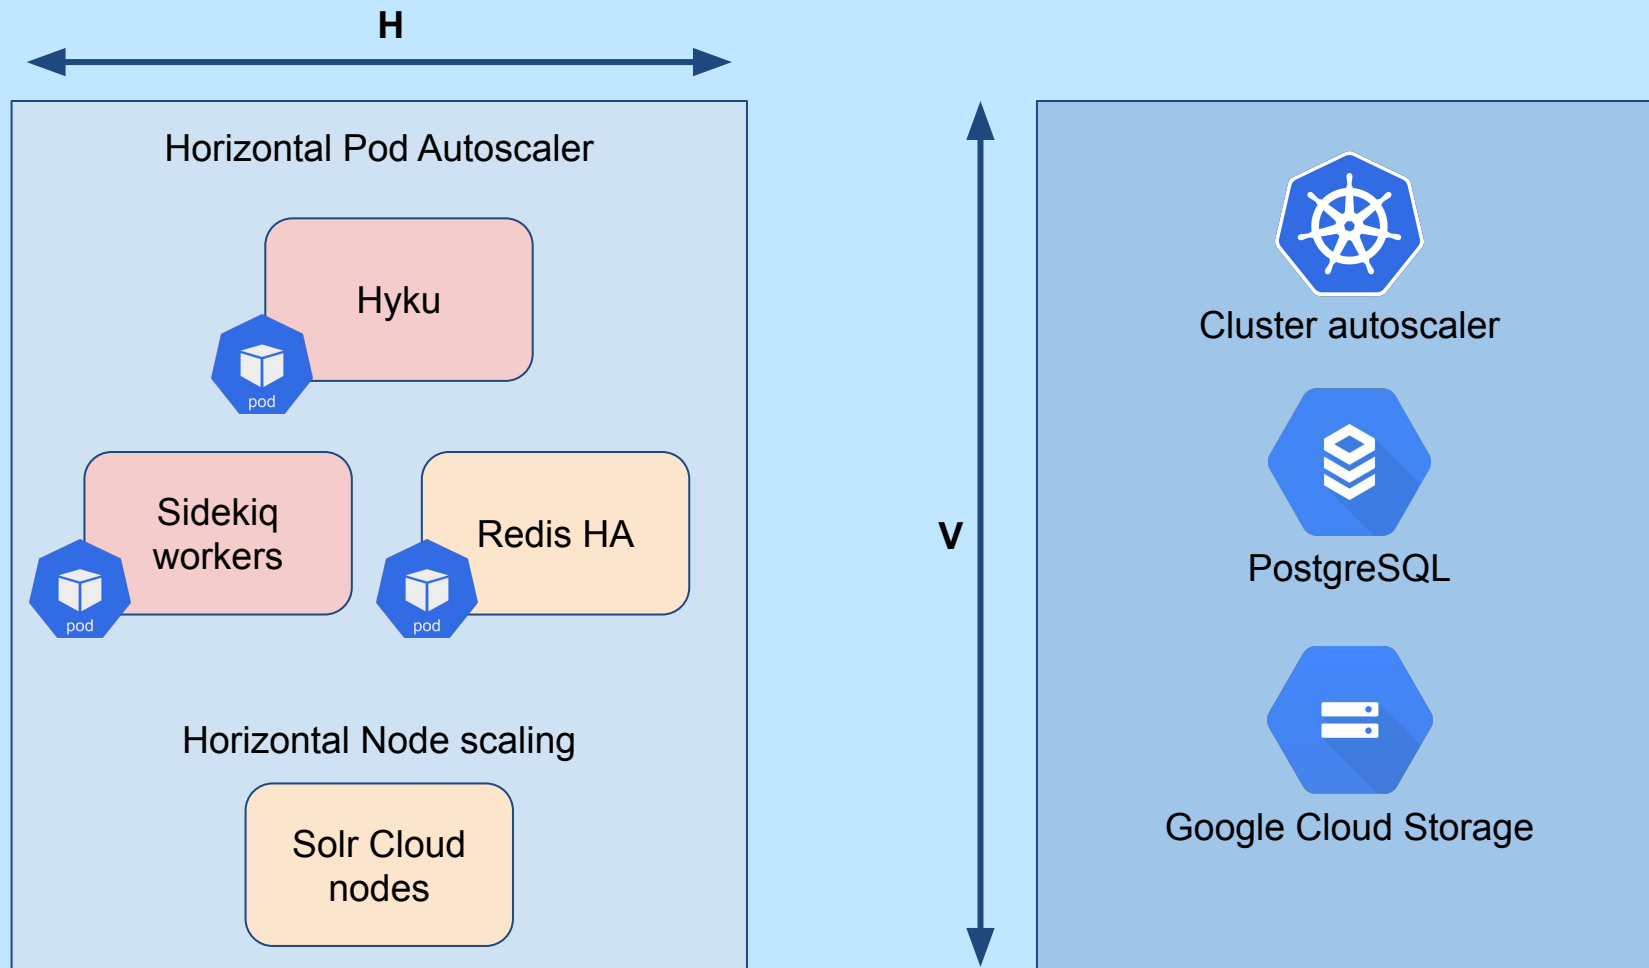 H
Horizontal Pod Autoscaler
Hyku
pod
Sidekiq
workers
pod
Redis HA
pod
Horizontal Node scaling
Solr Cloud
nodes
V
Cluster autoscaler
PostgreSQL
Google Cloud Storage